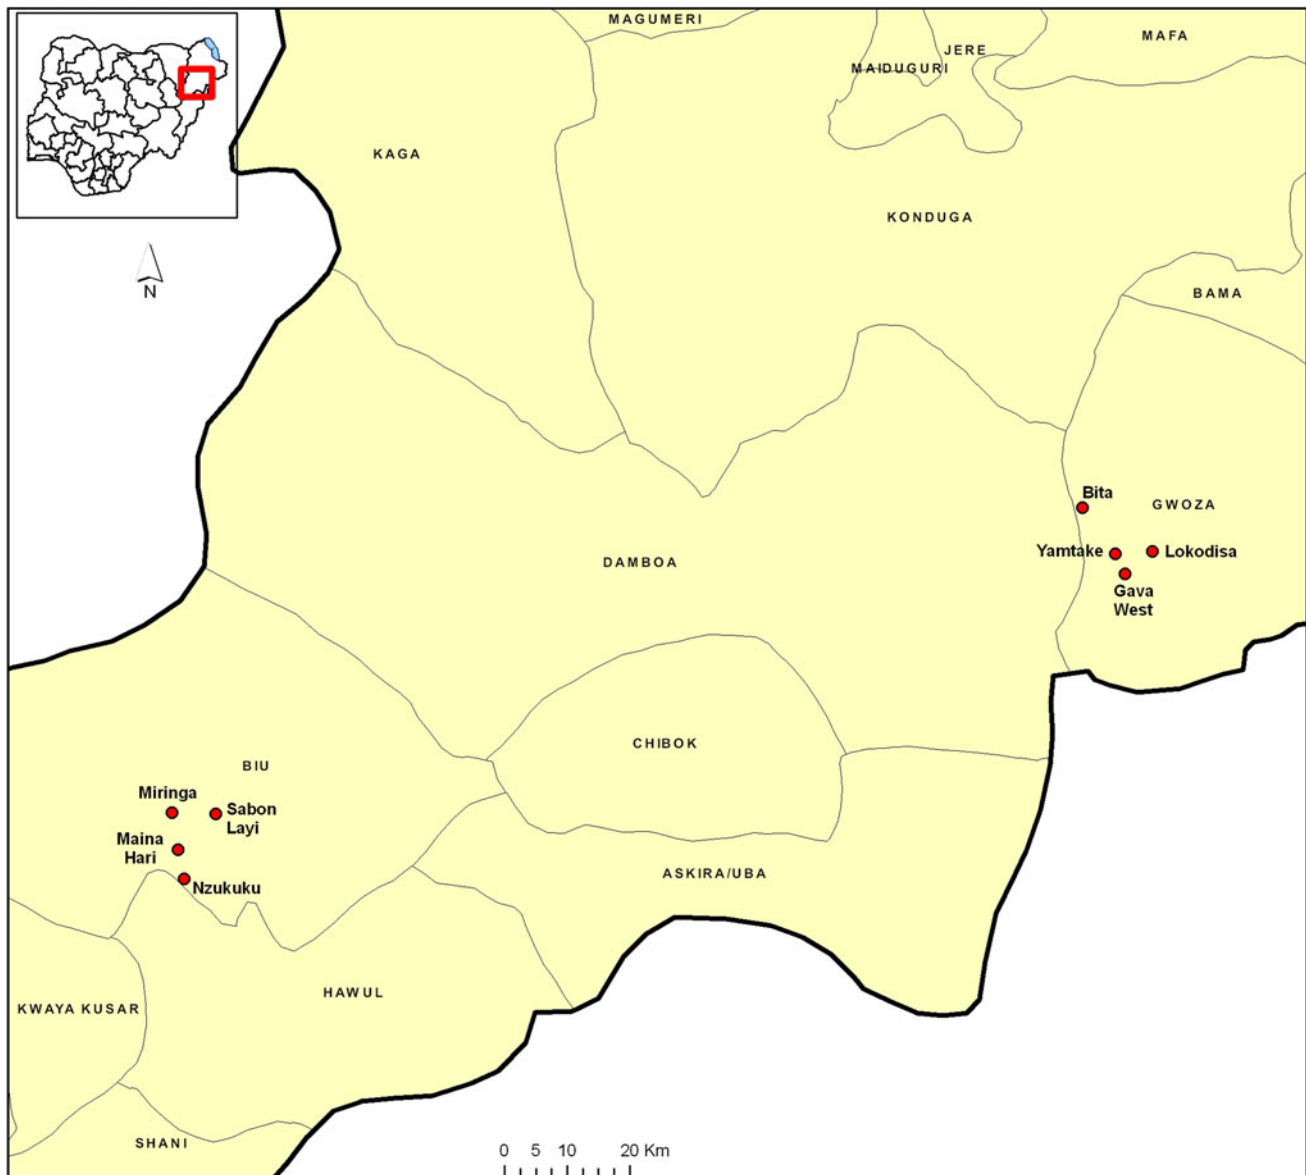 MAGUMERI
MAFA
JERE
MAIDUGURI
KAGA
KONDUGA
N
BAMA
Bita
GWOZA
Yamtake
Lokodisa
DAMBOA
Gava
West
CHIBOK
BIU
Miringa
Sabon
Layi
Maina
Hari
ASKIRA/UBA
Nzukuku
HAWUL
KWAYA KUSAR
SHANI
0 5 10 20 Km